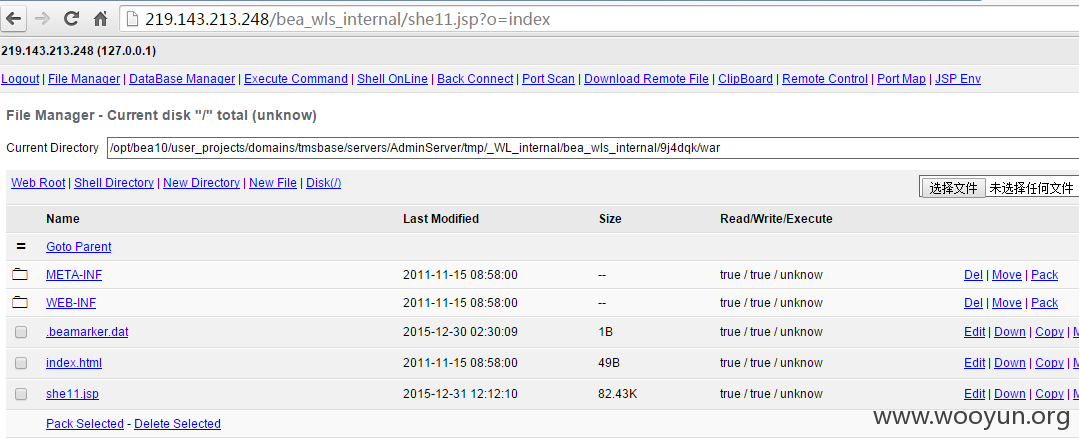 219.143.213.248/bea_wls_internal/she11.jsp?o=index
219.143.213.248 (127.0.0.1)
Logout | File Manager | DataBase Manager | Execute Command | Shell OnLine | Back Connect | Port Scan | Download Remote File | ClipBoard | Remote Control | Port Map | JSP Env
File Manager - Current disk "/" total (unknow)
Current Directory /opt/bea10/user_projects/domains/tmsbase/servers/AdminServer/tmp/_WL_internal/bea_wls_internal/9j4dqk/war
Web Root | Shell Directory | New Directory | New File | Disk(/) 选择文件 未选择任何文件
Name Last Modified Size Read/Write/Execute
= Goto Parent
META-INF 2011-11-15 08:58:00 -- true / true / unknow Del | Move | Pack
WEB-INF 2011-11-15 08:58:00 -- true / true / unknow Del | Move | Pack
.beamarker.dat 2015-12-30 02:30:09 1B true / true / unknow Edit | Down | Copy |
index.html 2011-11-15 08:58:00 49B true / true / unknow Edit | Down | Copy |
she11.jsp 2015-12-31 12:12:10 82.43K true / true / unknow Edit | Down | Copy |
Pack Selected - Delete Selected
www.wooyun.org